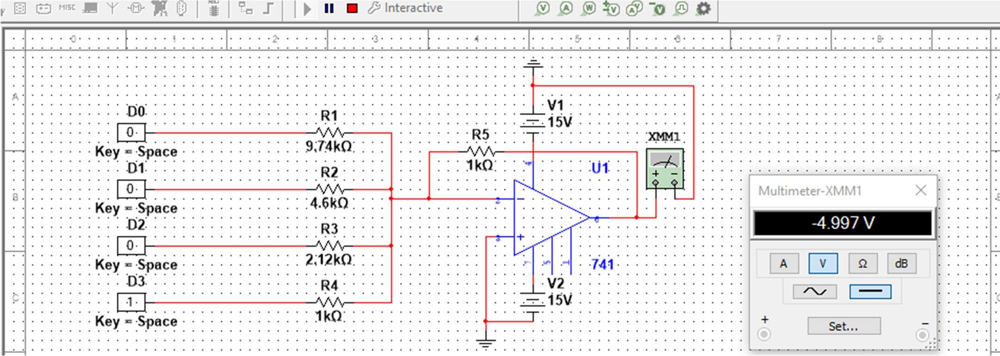 MISC
Interactive
V A W V A V V
0 1 2 3 4 5 6 7 8
A
B
C
D0
0
Key = Space
D1
0
Key = Space
D2
0
Key = Space
D3
1
Key = Space
R1
9.74kΩ
R2
4.6kΩ
R3
2.12kΩ
R4
1kΩ
R5
1kΩ
V1
15V
U1
4
2
3
6
7 5 1
741
V2
15V
XMM1
+ −
Multimeter-XMM1
-4.997 V
A V Ω dB
+ −
Set...